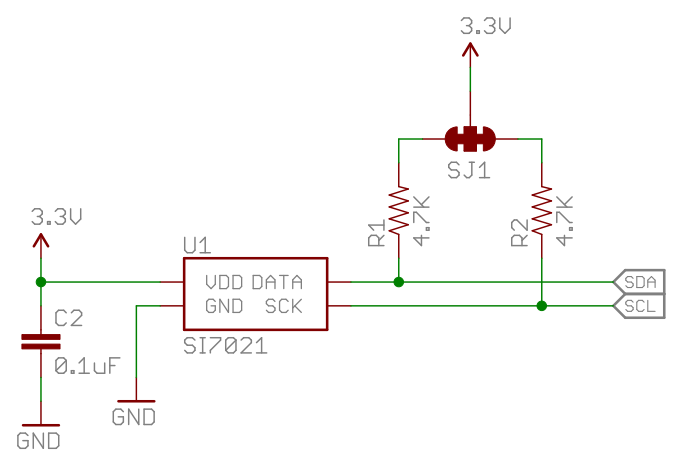 3.3V
SJ1
R1
4.7K
R2
4.7K
3.3V
U1
VDD DATA
GND SCK
SI7021
SDA
SCL
C2
0.1uF
GND
GND